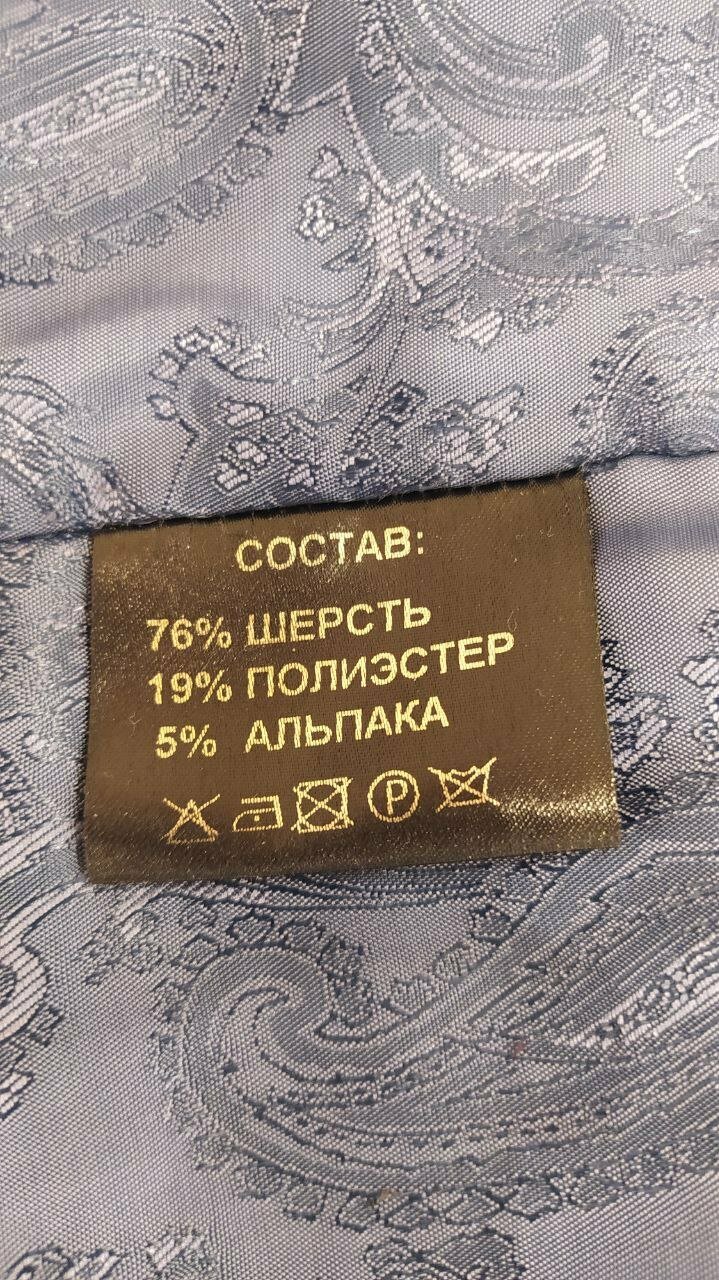 СОСТАВ:
76% ШЕРСТЬ
19% ПОЛИЭСТЕР
5% АЛЬПАКА
P